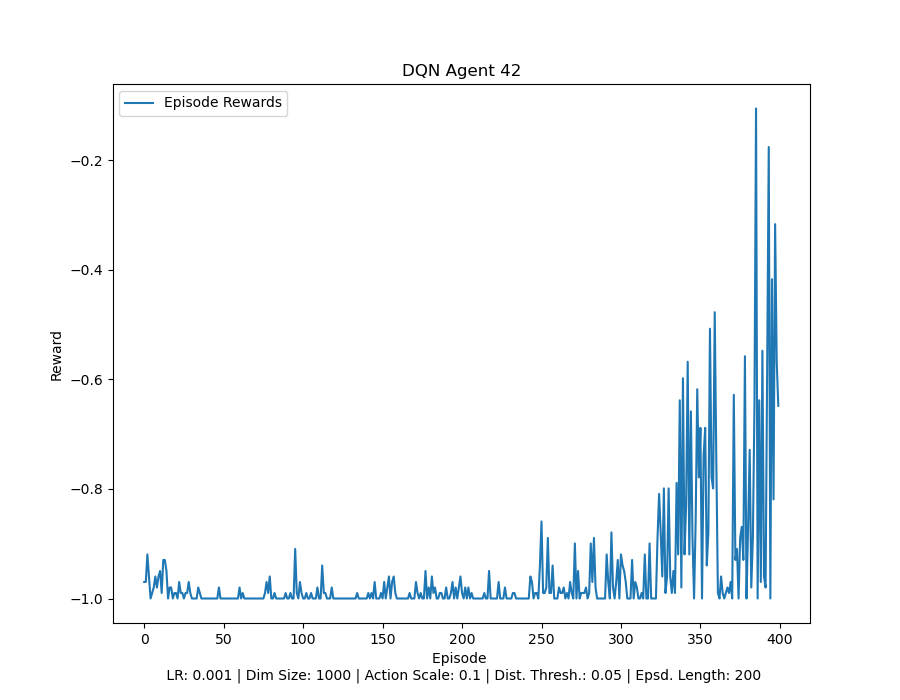 DQN Agent 42
Episode Rewards
−0.2
−0.4
−0.6
−0.8
−1.0
Reward
0 50 100 150 200 250 300 350 400
Episode
LR: 0.001 | Dim Size: 1000 | Action Scale: 0.1 | Dist. Thresh.: 0.05 | Epsd. Length: 200